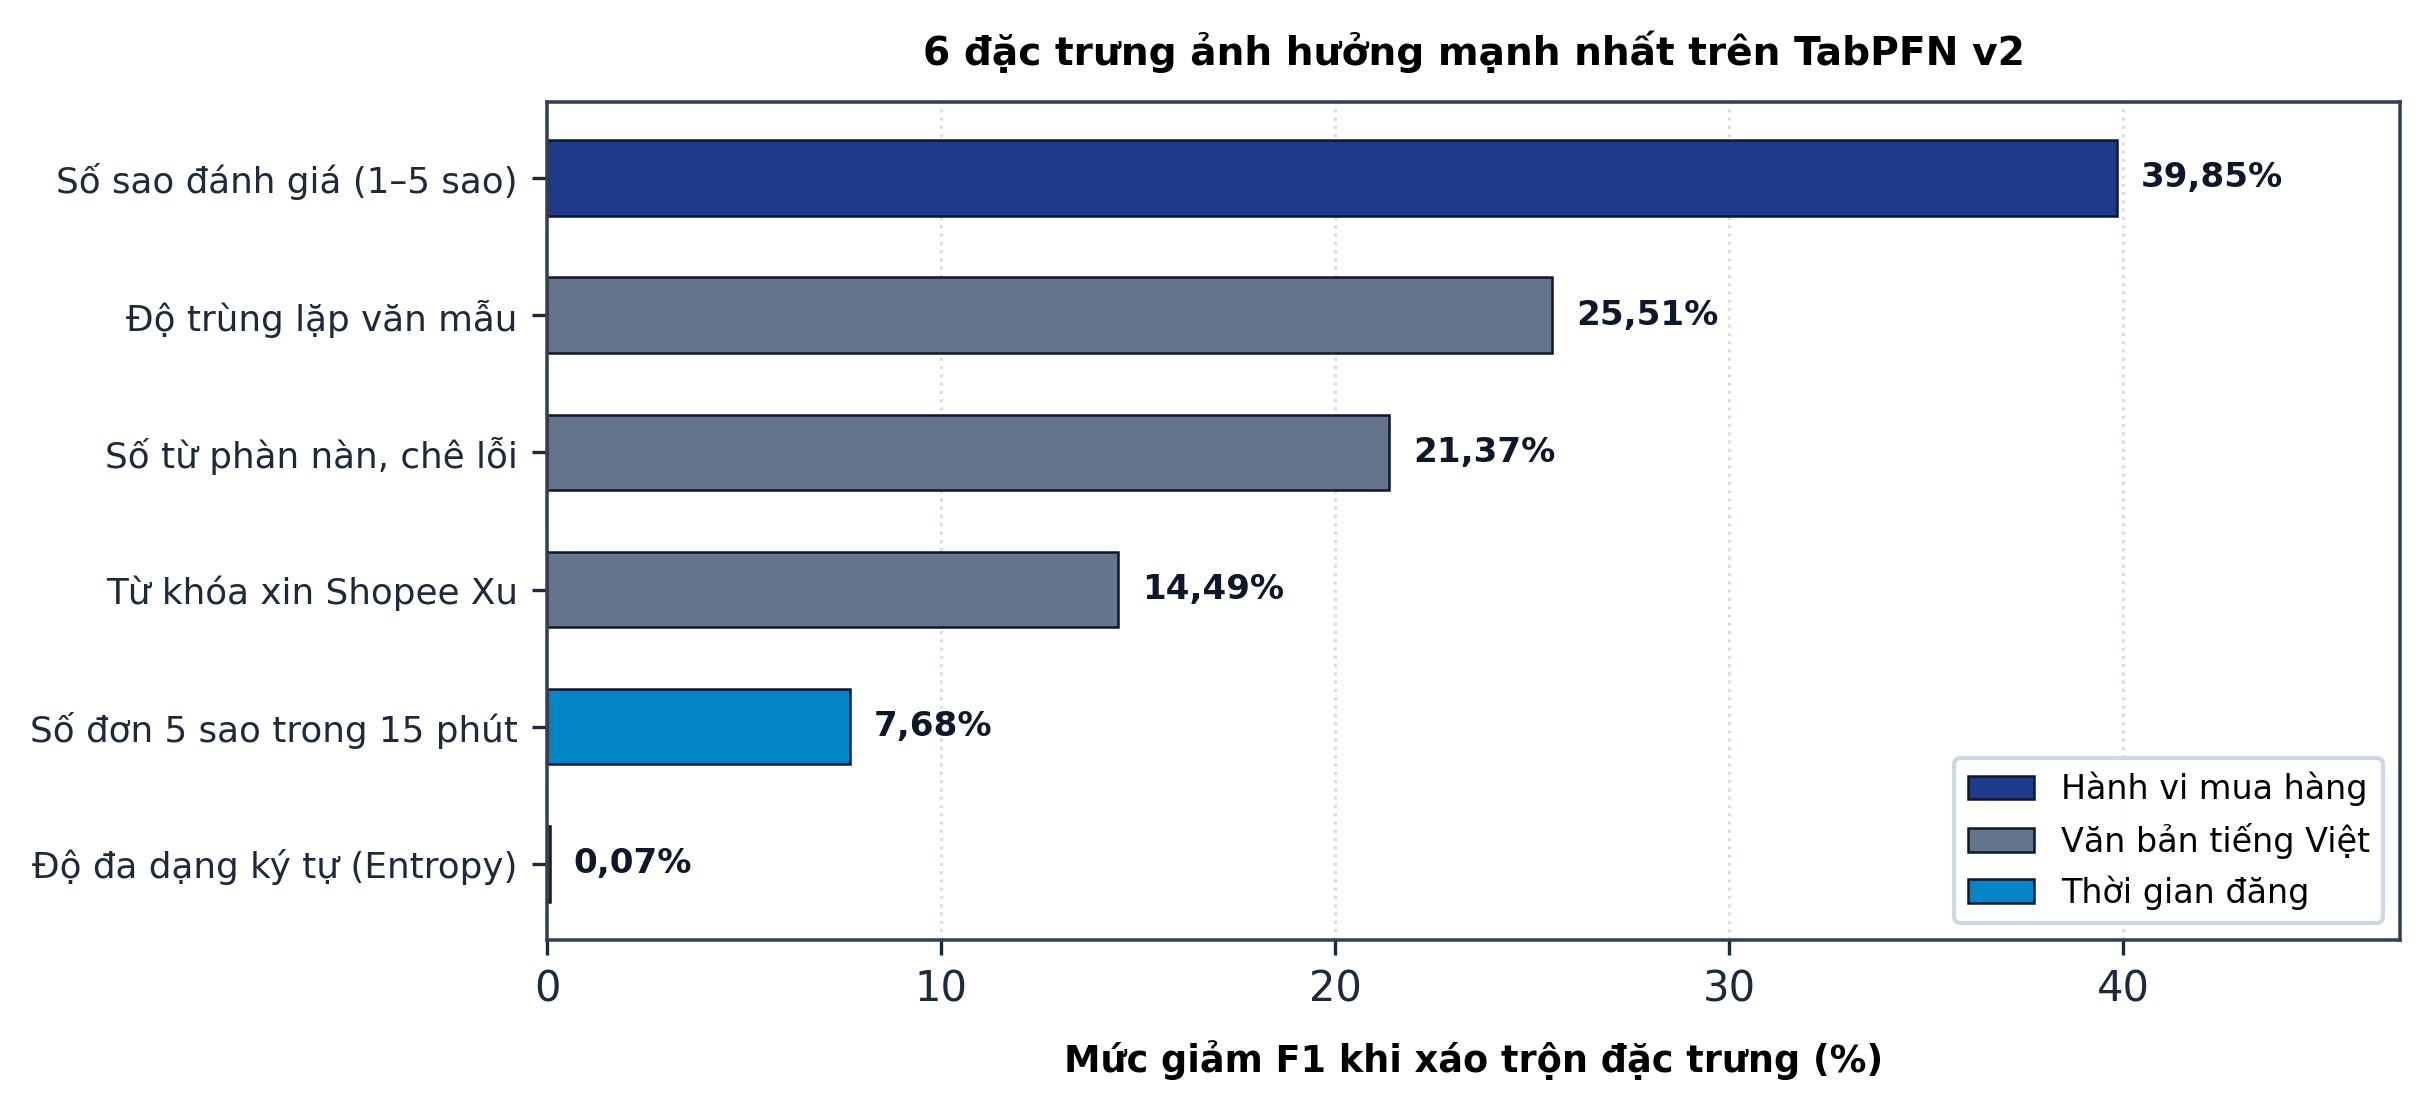 6 đặc trưng ảnh hưởng mạnh nhất trên TabPFN v2
Số sao đánh giá (1–5 sao)
39,85%
Độ trùng lặp văn mẫu
25,51%
Số từ phàn nàn, chê lỗi
21,37%
Từ khóa xin Shopee Xu
14,49%
Số đơn 5 sao trong 15 phút
7,68%
Độ đa dạng ký tự (Entropy)
0,07%
Hành vi mua hàng
Văn bản tiếng Việt
Thời gian đăng
0 10 20 30 40
Mức giảm F1 khi xáo trộn đặc trưng (%)